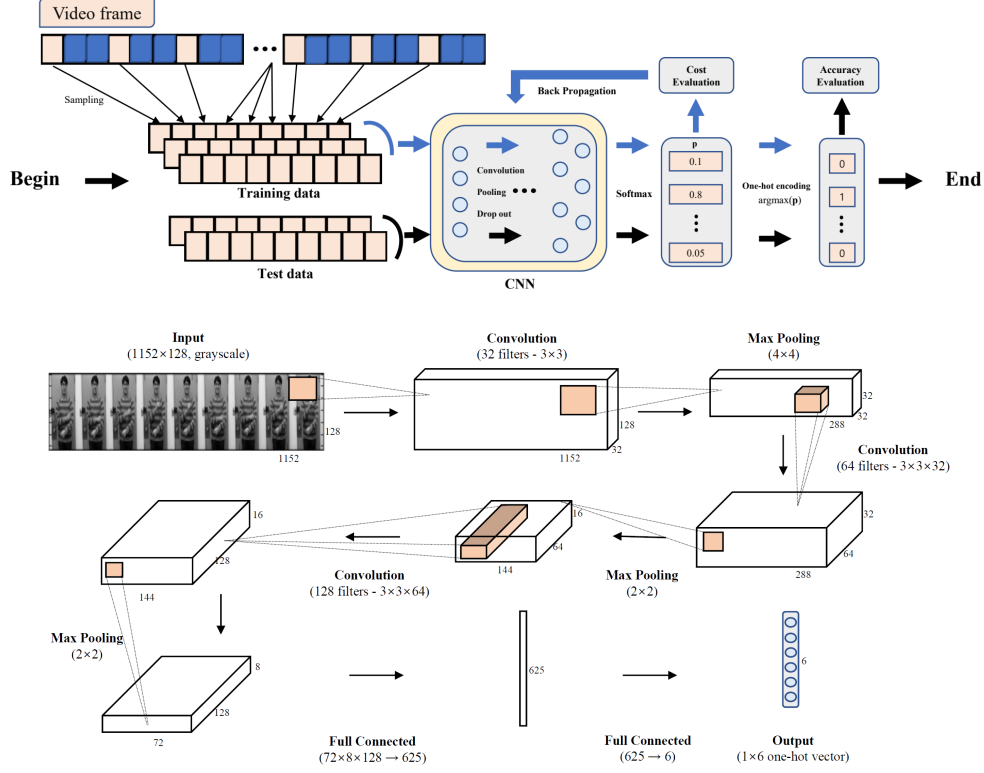 Video frame
Sampling
Begin
Training data
Test data
Convolution
Pooling
Drop out
CNN
Back Propagation
Softmax
Cost
Evaluation
p
0.1
0.8
0.05
One-hot encoding
argmax(p)
Accuracy
Evaluation
0
1
0
End
Input
(1152×128, grayscale)
128
1152
Convolution
(32 filters - 3×3)
128
1152
32
Max Pooling
(4×4)
32
32
288
Convolution
(64 filters - 3×3×32)
32
64
288
Max Pooling
(2×2)
16
64
144
Convolution
(128 filters - 3×3×64)
16
128
144
Max Pooling
(2×2)
8
128
72
Full Connected
(72×8×128 → 625)
625
Full Connected
(625 → 6)
6
Output
(1×6 one-hot vector)